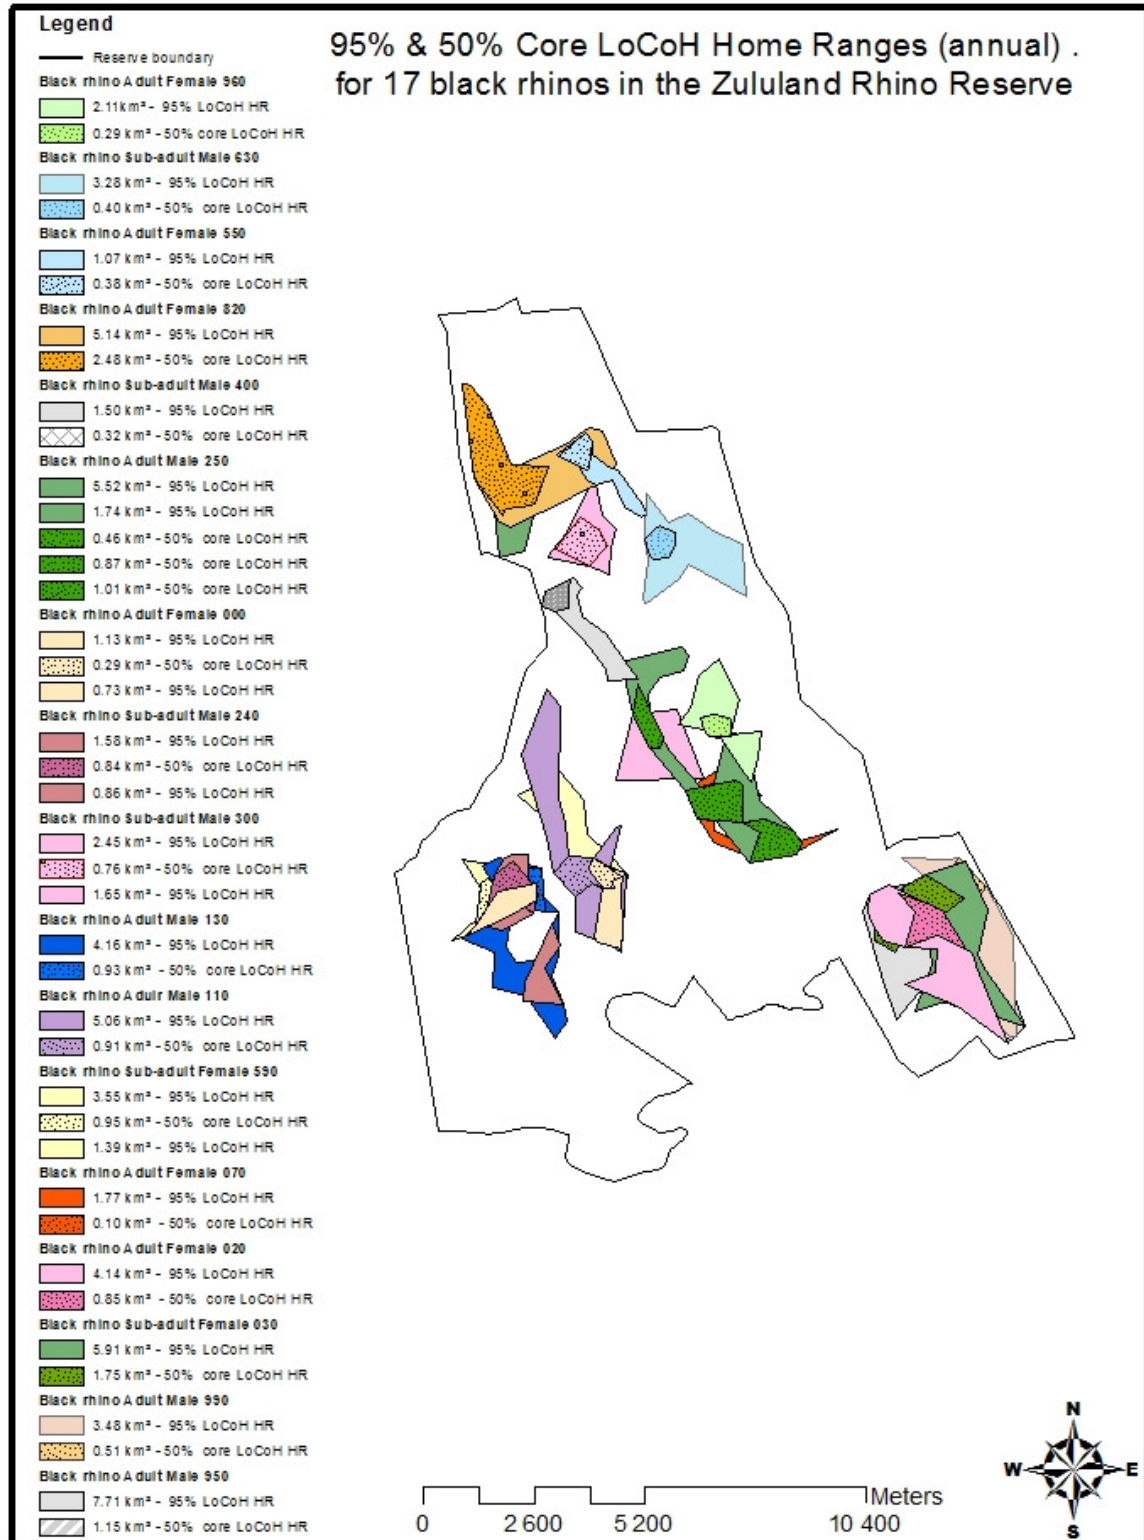 Legend
95% & 50% Core LoCoH Home Ranges (annual) .
for 17 black rhinos in the Zululand Rhino Reserve
Reserve boundary
Black rhino Adult Female 960
2.11km² - 95% LoCoH HR
0.29 km² - 50% core LoCoH HR
Black rhino Sub-adult Male 630
3.28 km² - 95% LoCoH HR
0.40 km² - 50% core LoCoH HR
Black rhino Adult Female 550
1.07 km² - 95% LoCoH HR
0.38 km² - 50% core LoCoH HR
Black rhino Adult Female 820
5.14 km² - 95% LoCoH HR
2.48 km² - 50% core LoCoH HR
Black rhino Sub-adult Male 400
1.50 km² - 95% LoCoH HR
0.32 km² - 50% core LoCoH HR
Black rhino Adult Male 250
5.52 km² - 95% LoCoH HR
1.74 km² - 95% LoCoH HR
0.46 km² - 50% core LoCoH HR
0.87 km² - 50% core LoCoH HR
1.01 km² - 50% core LoCoH HR
Black rhino Adult Female 000
1.13 km² - 95% LoCoH HR
0.29 km² - 50% core LoCoH HR
0.73 km² - 95% LoCoH HR
Black rhino Sub-adult Male 240
1.58 km² - 95% LoCoH HR
0.84 km² - 50% core LoCoH HR
0.86 km² - 95% LoCoH HR
Black rhino Sub-adult Male 300
2.45 km² - 95% LoCoH HR
0.76 km² - 50% core LoCoH HR
1.65 km² - 95% LoCoH HR
Black rhino Adult Male 130
4.16 km² - 95% LoCoH HR
0.93 km² - 50% core LoCoH HR
Black rhino Adulr Male 110
5.06 km² - 95% LoCoH HR
0.91 km² - 50% core LoCoH HR
Black rhino Sub-adult Female 590
3.55 km² - 95% LoCoH HR
0.95 km² - 50% core LoCoH HR
1.39 km² - 95% LoCoH HR
Black rhino Adult Female 070
1.77 km² - 95% LoCoH HR
0.10 km² - 50% core LoCoH HR
Black rhino Adult Female 020
4.14 km² - 95% LoCoH HR
0.85 km² - 50% core LoCoH HR
Black rhino Sub-adult Female 030
5.91 km² - 95% LoCoH HR
1.75 km² - 50% core LoCoH HR
Black rhino Adult Male 990
3.48 km² - 95% LoCoH HR
0.51 km² - 50% core LoCoH HR
Black rhino Adult Male 950
7.71 km² - 95% LoCoH HR
1.15 km² - 50% core LoCoH HR
N
W E
S
Meters
0 2 600 5 200 10 400